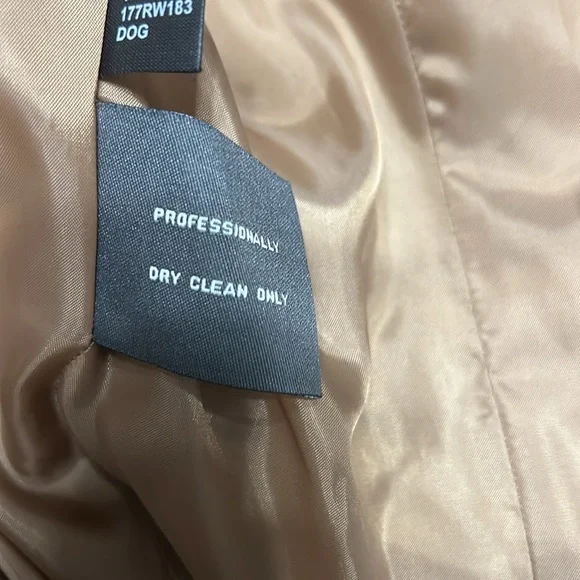 177RW183
DOG
PROFESSIONALLY
DRY CLEAN ONLY